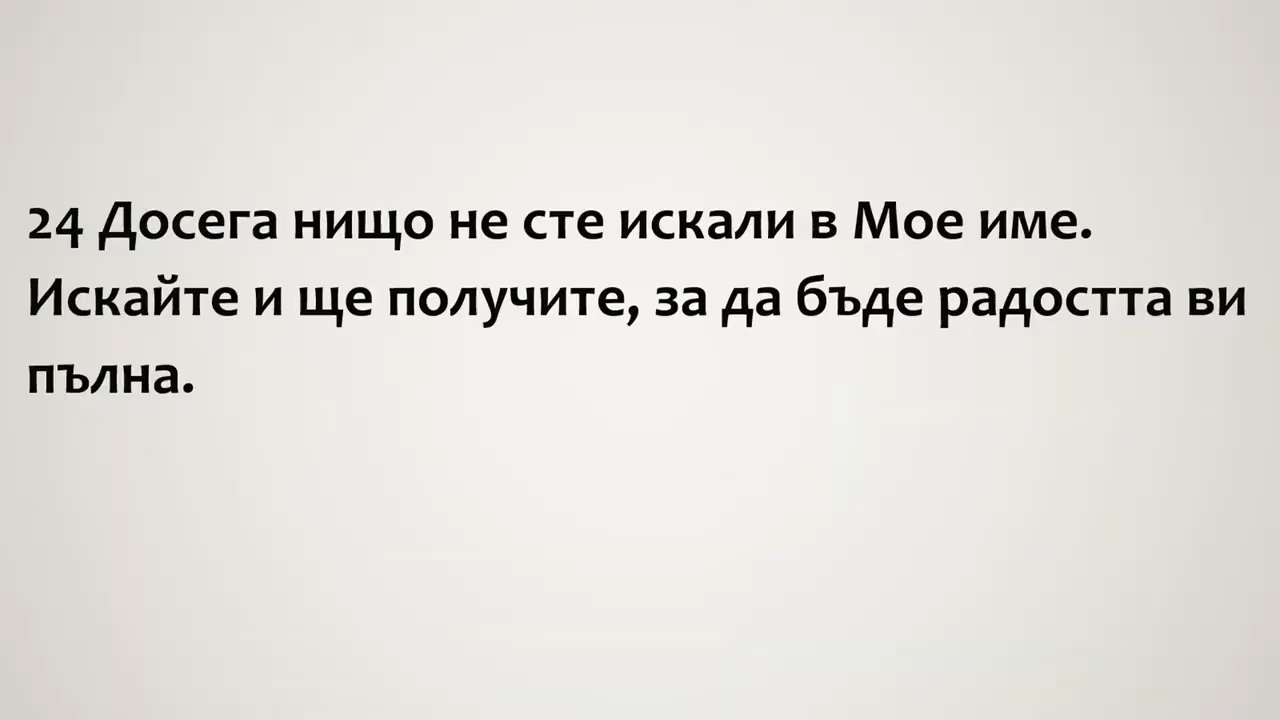 24 Досега нищо не сте искали в Мое име.
Искайте и ще получите, за да бъде радостта ви
пълна.